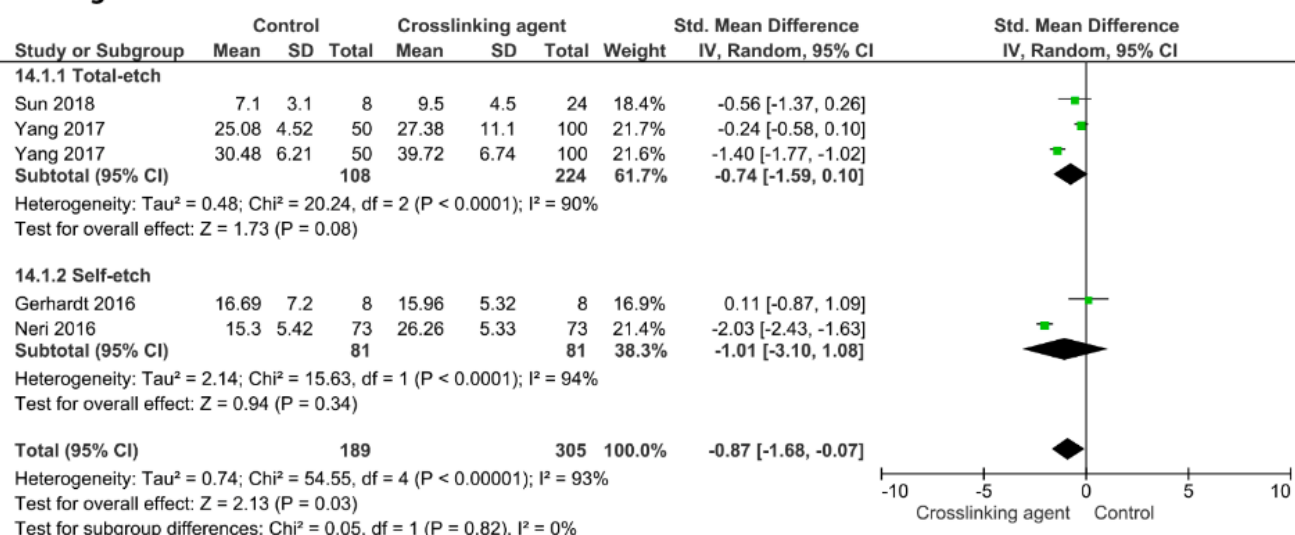 Control Crosslinking agent Std. Mean Difference Std. Mean Difference
Study or Subgroup Mean SD Total Mean SD Total Weight IV, Random, 95% CI IV, Random, 95% CI
14.1.1 Total-etch
Sun 2018 7.1 3.1 8 9.5 4.5 24 18.4% -0.56 [-1.37, 0.26]
Yang 2017 25.08 4.52 50 27.38 11.1 100 21.7% -0.24 [-0.58, 0.10]
Yang 2017 30.48 6.21 50 39.72 6.74 100 21.6% -1.40 [-1.77, -1.02]
Subtotal (95% CI) 108 224 61.7% -0.74 [-1.59, 0.10]
Heterogeneity: Tau² = 0.48; Chi² = 20.24, df = 2 (P < 0.0001); I² = 90%
Test for overall effect: Z = 1.73 (P = 0.08)
14.1.2 Self-etch
Gerhardt 2016 16.69 7.2 8 15.96 5.32 8 16.9% 0.11 [-0.87, 1.09]
Neri 2016 15.3 5.42 73 26.26 5.33 73 21.4% -2.03 [-2.43, -1.63]
Subtotal (95% CI) 81 81 38.3% -1.01 [-3.10, 1.08]
Heterogeneity: Tau² = 2.14; Chi² = 15.63, df = 1 (P < 0.0001); I² = 94%
Test for overall effect: Z = 0.94 (P = 0.34)
Total (95% CI) 189 305 100.0% -0.87 [-1.68, -0.07]
Heterogeneity: Tau² = 0.74; Chi² = 54.55, df = 4 (P < 0.00001); I² = 93%
Test for overall effect: Z = 2.13 (P = 0.03)
Test for subgroup differences: Chi² = 0.05, df = 1 (P = 0.82), I² = 0%
-10 -5 0 5 10
Crosslinking agent Control